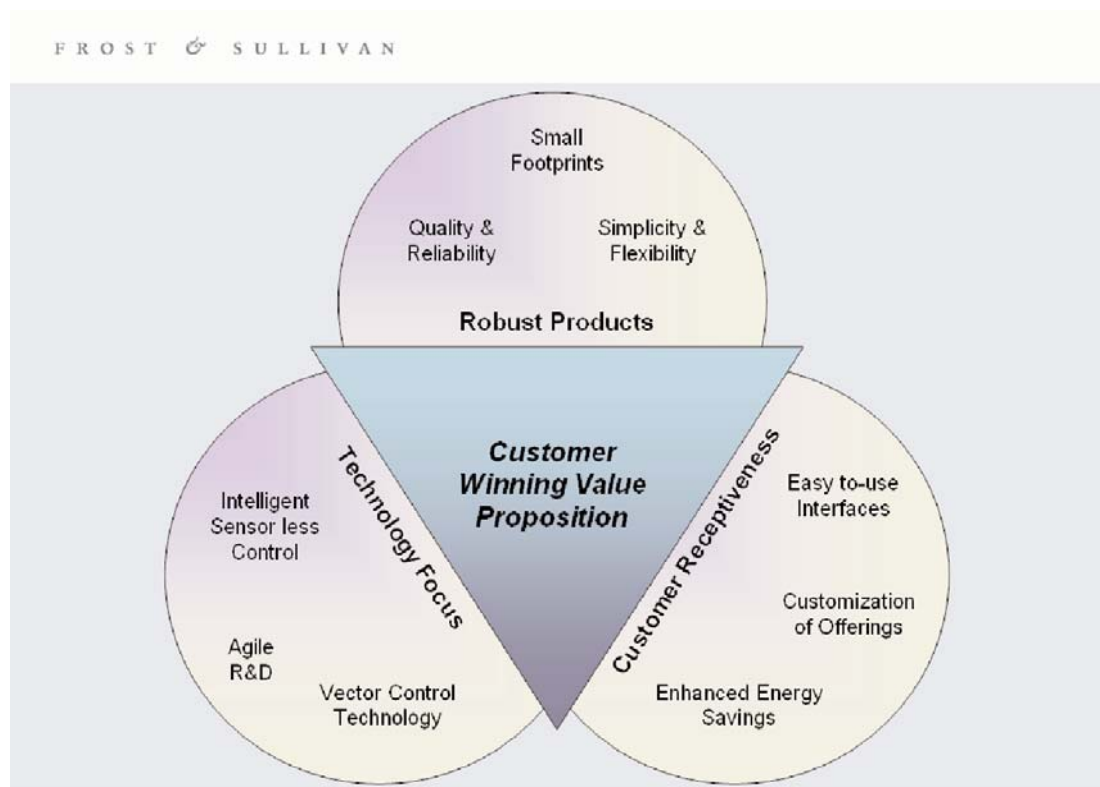 FROST & SULLIVAN
Small
Footprints
Quality &
Reliability
Simplicity &
Flexibility
Robust Products
Customer
Winning Value
Proposition
Technology Focus
Intelligent
Sensor less
Control
Agile
R&D
Vector Control
Technology
Customer Receptiveness
Easy to-use
Interfaces
Customization
of Offerings
Enhanced Energy
Savings